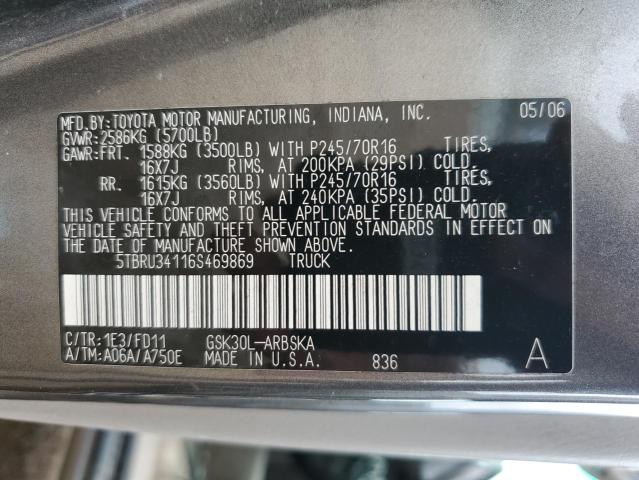 MFD.BY:TOYOTA MOTOR MANUFACTURING, INDIANA, INC. 05/06
GVWR:2586KG (5700LB)
GAWR:FRT. 1588KG (3500LB) WITH P245/70R16 TIRES,
16X7J RIMS, AT 200KPA (29PSI) COLD.
RR. 1615KG (3560LB) WITH P245/70R16 TIRES,
16X7J RIMS, AT 240KPA (35PSI) COLD.
THIS VEHICLE CONFORMS TO ALL APPLICABLE FEDERAL MOTOR
VEHICLE SAFETY AND THEFT PREVENTION STANDARDS IN EFFECT ON
THE DATE OF MANUFACTURE SHOWN ABOVE.
5TBRU34116S469869 TRUCK
C/TR: 1E3/FD11 GSK30L-ARBSKA
A/TM: A06A/A750E MADE IN U.S.A. 836 A